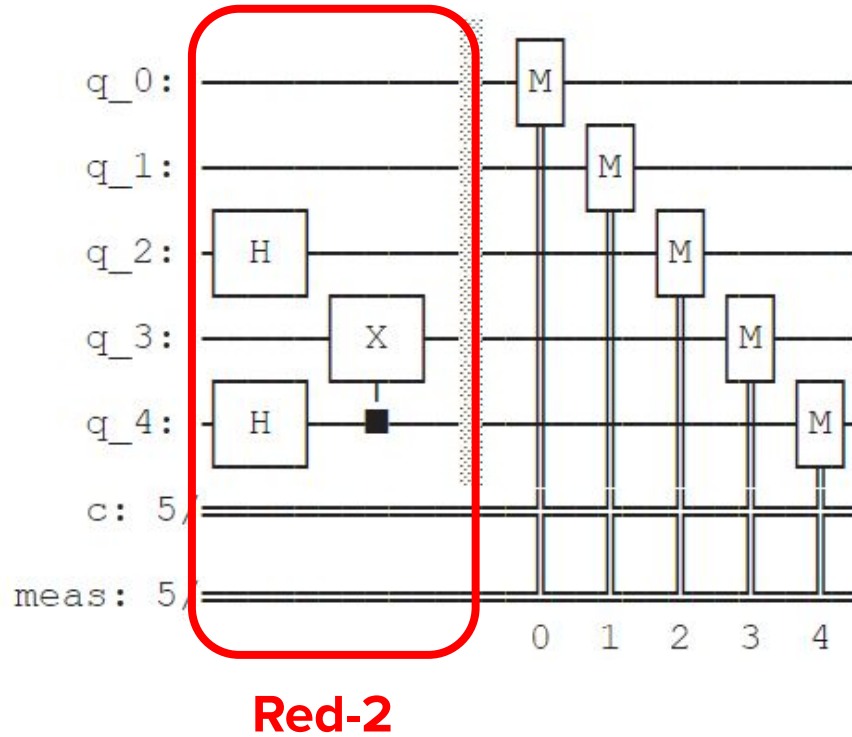 q_0: M
q_1: M
q_2: H M
q_3: X M
q_4: H M
c: 5/
meas: 5/
0 1 2 3 4
Red-2